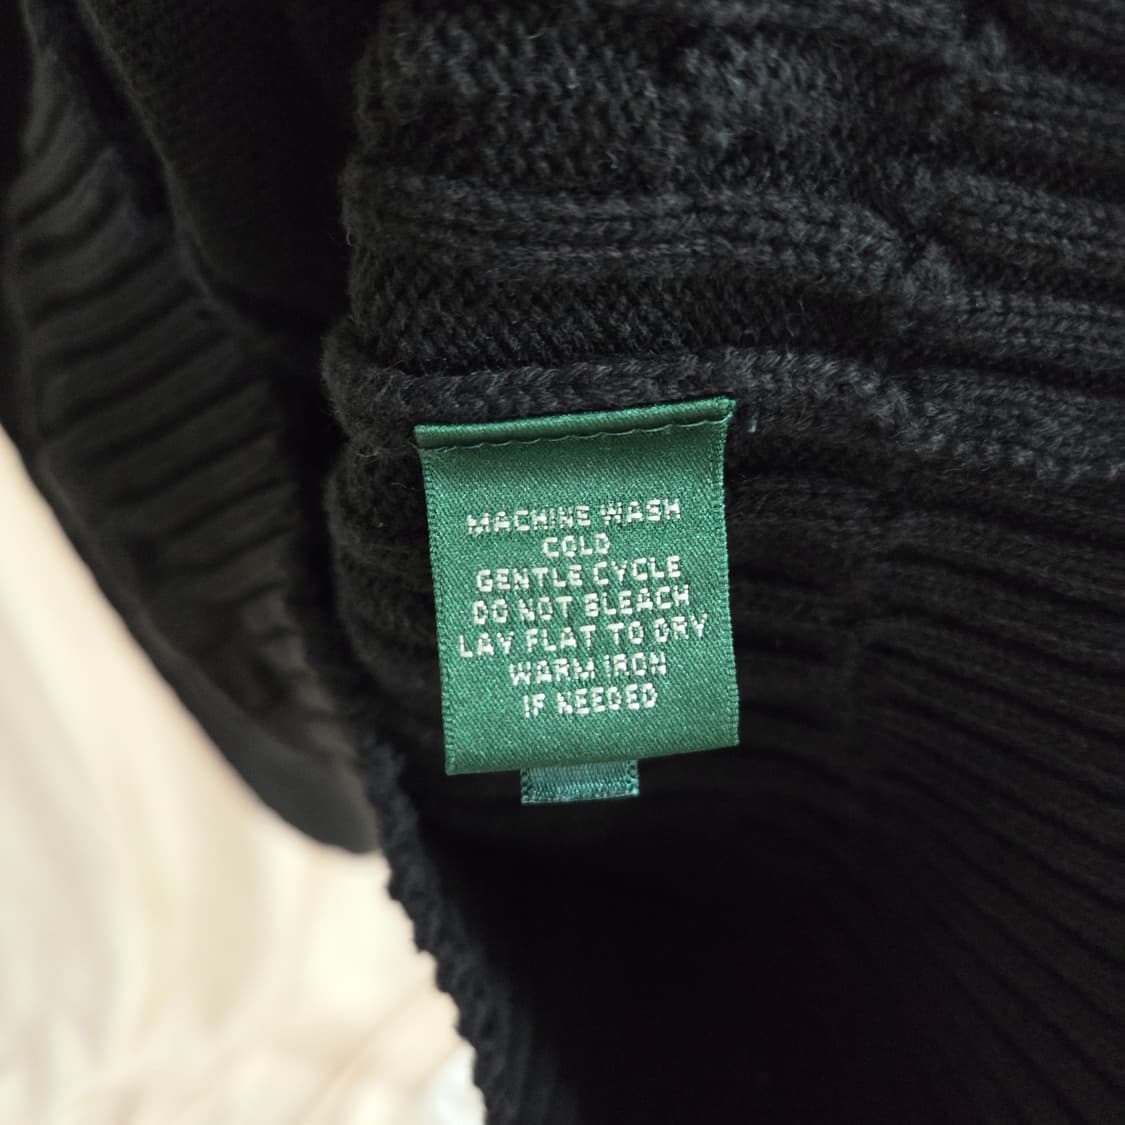 MACHINE WASH
COLD
GENTLE CYCLE
DO NOT BLEACH
LAY FLAT TO DRY
WARM IRON
IF NEEDED